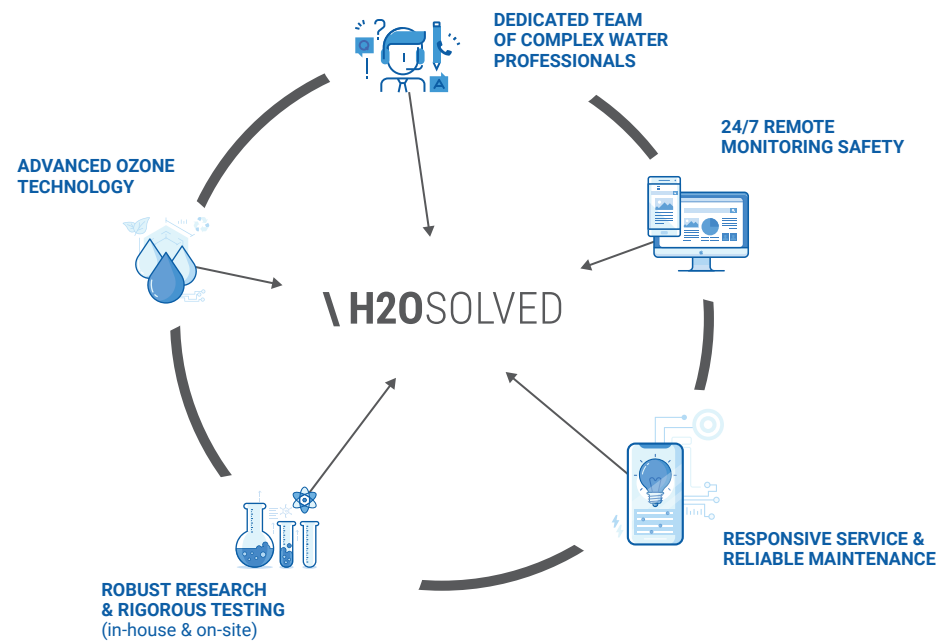 DEDICATED TEAM
OF COMPLEX WATER
PROFESSIONALS
24/7 REMOTE
MONITORING SAFETY
ADVANCED OZONE
TECHNOLOGY
\ H2OSOLVED
RESPONSIVE SERVICE &
RELIABLE MAINTENANCE
ROBUST RESEARCH
& RIGOROUS TESTING
(in-house & on-site)
Q
?
A